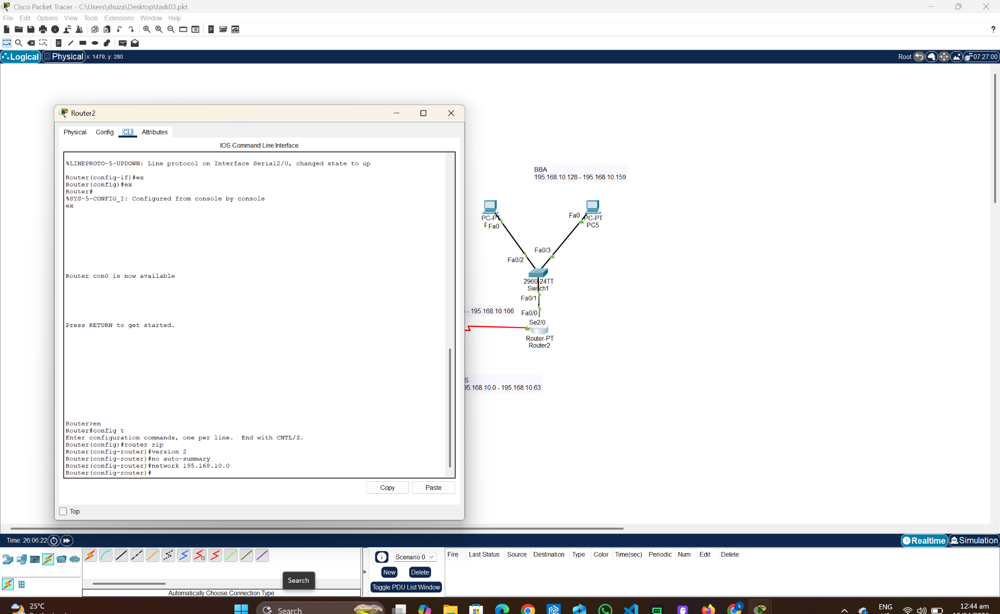 Cisco Packet Tracer - C:\Users\shuza\Desktop\task03.pkt
File Edit Options View Tools Extensions Window Help
?
Logical Physical x: 1479, y: 280
Root 07:27:00
Router2
Physical Config CLI Attributes
IOS Command Line Interface
%LINEPROTO-5-UPDOWN: Line protocol on Interface Serial2/0, changed state to up
Router(config-if)#ex
Router(config)#ex
Router#
%SYS-5-CONFIG_I: Configured from console by console
ex
Router con0 is now available
Press RETURN to get started.
Router>en
Router#config t
Enter configuration commands, one per line. End with CNTL/Z.
Router(config)#router rip
Router(config-router)#version 2
Router(config-router)#no auto-summary
Router(config-router)#network 195.168.10.0
Router(config-router)#
Copy Paste
Top
BBA
195.168.10.128 - 195.168.10.159
PC-PT
Fa0
Fa0
PC-PT
PC5
Fa0/3
Fa0/2
2960-24TT
Switch1
Fa0/1
- 195.168.10.166
Fa0/0
Se2/0
Router-PT
Router2
S
95.168.10.0 - 195.168.10.63
Time: 26:06:22
Realtime Simulation
Scenario 0
New Delete
Toggle PDU List Window
Fire Last Status Source Destination Type Color Time(sec) Periodic Num Edit Delete
Search
Automatically Choose Connection Type
25°C
Search
k
ENG
12:44 am